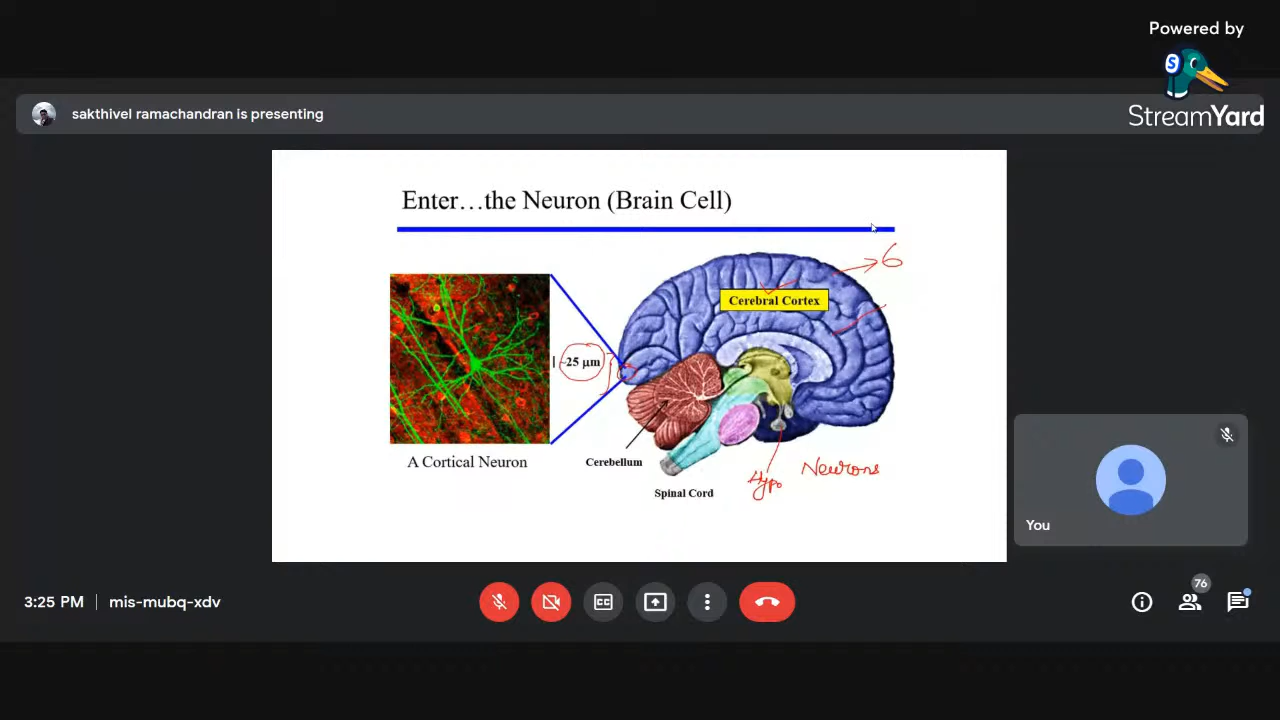 Powered by
StreamYard
sakthivel ramachandran is presenting
Enter…the Neuron (Brain Cell)
6
Cerebral Cortex
~25 μm
A Cortical Neuron
Cerebellum
Spinal Cord
Hypo
Neurons
You
3:25 PM | mis-mubq-xdv
CC
76